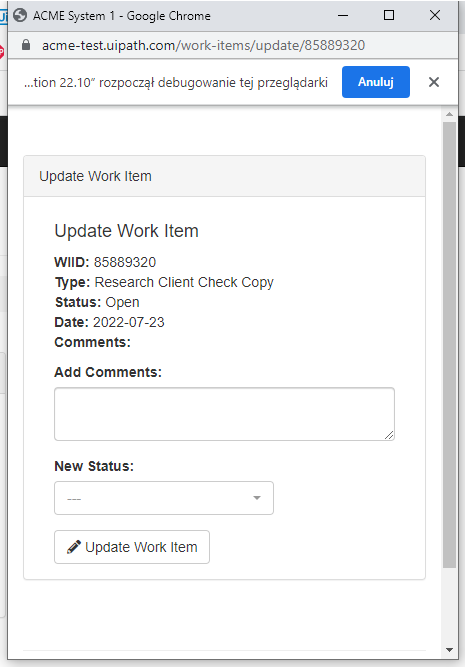 ACME System 1 - Google Chrome
acme-test.uipath.com/work-items/update/85889320
...tion 22.10” rozpoczął debugowanie tej przeglądarki
Anuluj
Update Work Item
Update Work Item
WIID: 85889320
Type: Research Client Check Copy
Status: Open
Date: 2022-07-23
Comments:
Add Comments:
New Status:
---
Update Work Item